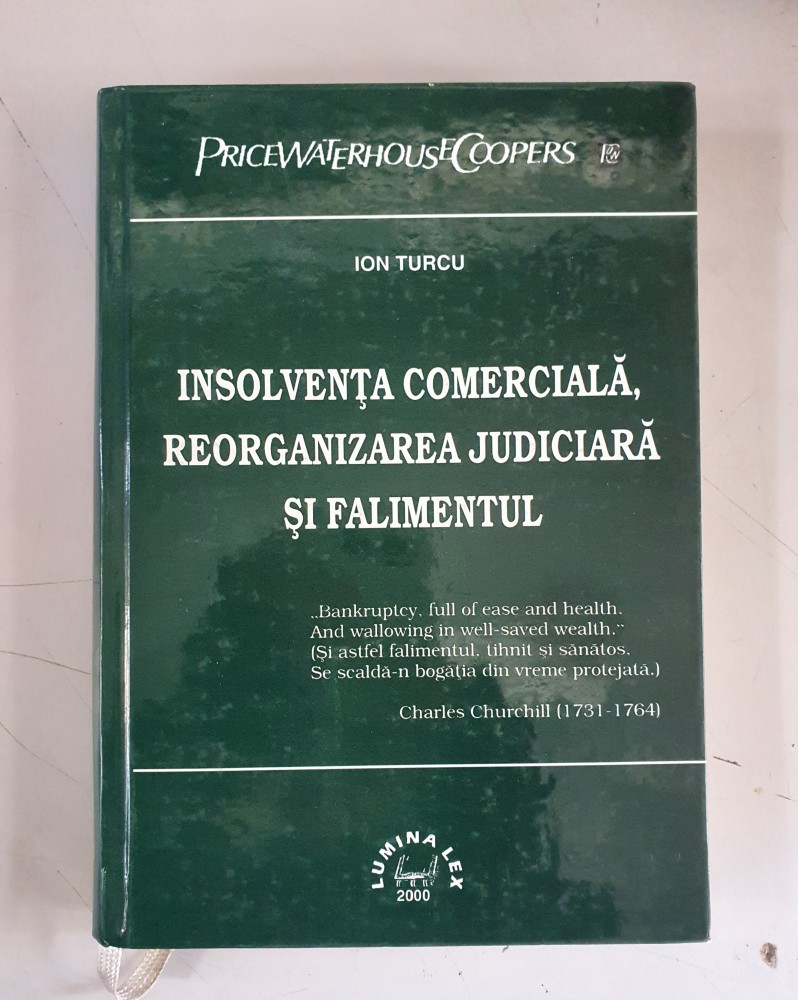 PRICEWATERHOUSECOOPERS PwC
ION TURCU
INSOLVENŢA COMERCIALĂ,
REORGANIZAREA JUDICIARĂ
ŞI FALIMENTUL
„Bankruptcy, full of ease and health.
And wallowing in well-saved wealth.“
(Şi astfel falimentul, tihnit şi sănătos,
Se scaldă-n bogăţia din vreme protejată.)
Charles Churchill (1731-1764)
LUMINA LEX
2000